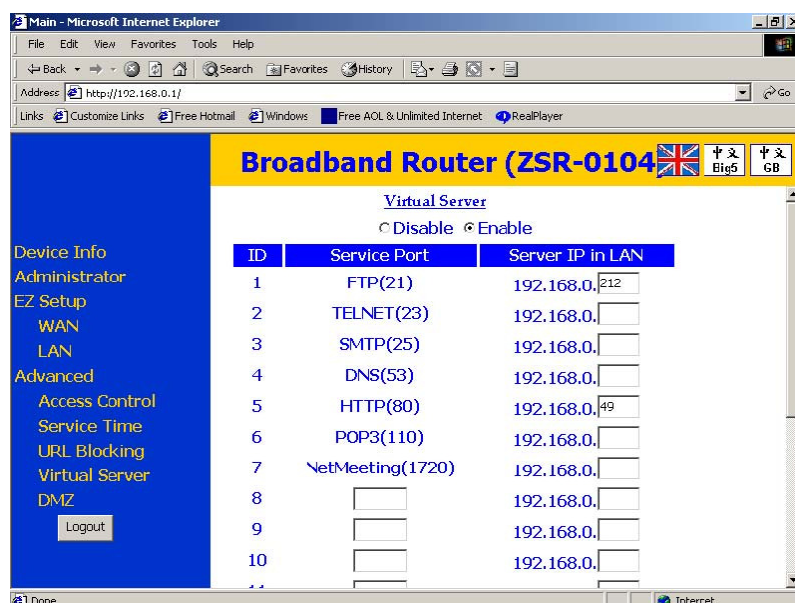 Main - Microsoft Internet Explorer
File Edit View Favorites Tools Help
Back Search Favorites History
Address http://192.168.0.1/ Go
Links Customize Links Free Hotmail Windows Free AOL & Unlimited Internet RealPlayer
Broadband Router (ZSR-0104
中文 Big5
中文 GB
Virtual Server
Disable Enable
Device Info
Administrator
EZ Setup
WAN
LAN
Advanced
Access Control
Service Time
URL Blocking
Virtual Server
DMZ
Logout
ID Service Port Server IP in LAN
1 FTP(21) 192.168.0.212
2 TELNET(23) 192.168.0.
3 SMTP(25) 192.168.0.
4 DNS(53) 192.168.0.
5 HTTP(80) 192.168.0.49
6 POP3(110) 192.168.0.
7 NetMeeting(1720) 192.168.0.
8 192.168.0.
9 192.168.0.
10 192.168.0.
Done Internet